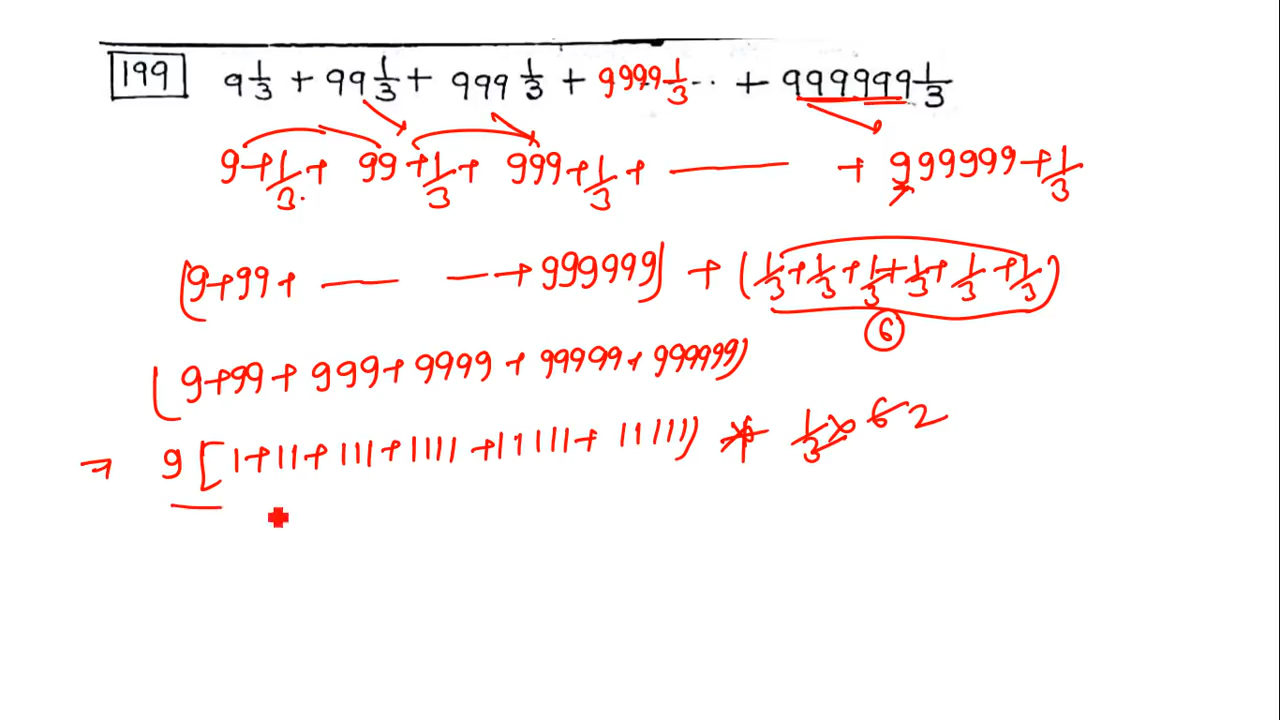 199 9 1/3 + 99 1/3 + 999 1/3 + 9999 1/3 .. + 999999 1/3
9 + 1/3 + 99 + 1/3 + 999 + 1/3 + —— + 999999 + 1/3
(9+99+ —— —→ 999999) + (1/3 + 1/3 + 1/3 + 1/3 + 1/3 + 1/3)
6
(9+99+999+9999+99999+999999)
⇒ 9 [1+11+111+1111+11111+11111) + 1/3 × 6 2